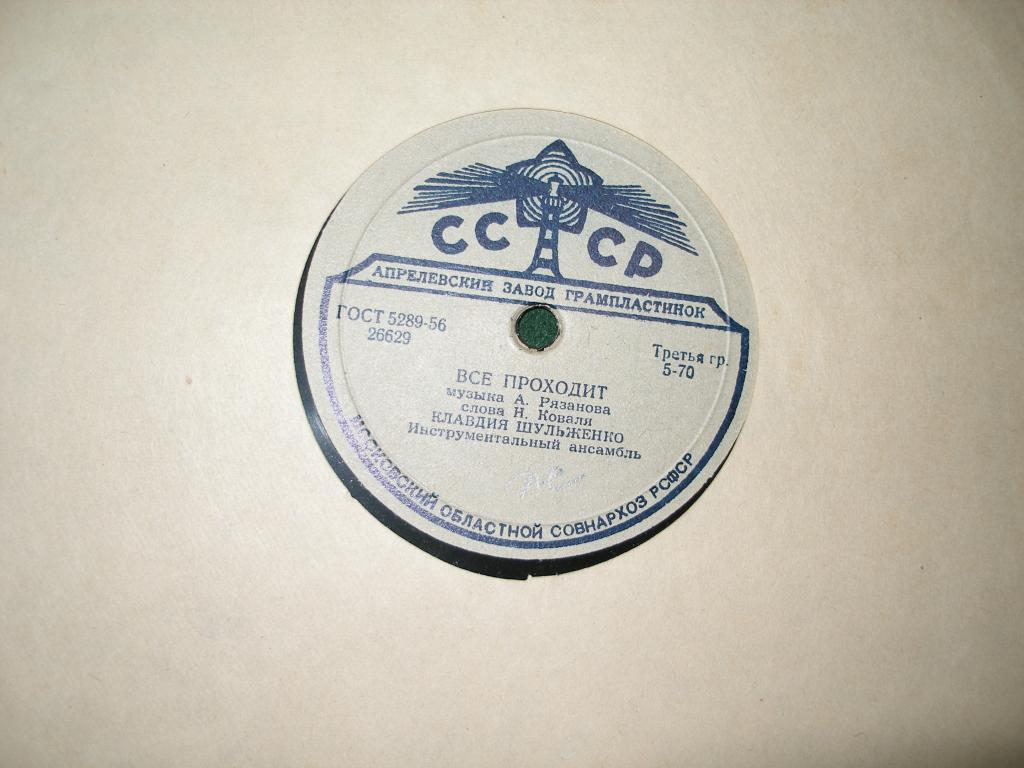 СССР
АПРЕЛЕВСКИЙ ЗАВОД ГРАМПЛАСТИНОК
ГОСТ 5289-56
26629
Третья гр.
5-70
ВСЕ ПРОХОДИТ
музыка А. Рязанова
слова Н. Коваля
КЛАВДИЯ ШУЛЬЖЕНКО
Инструментальный ансамбль
МОСКОВСКИЙ ОБЛАСТНОЙ СОВНАРХОЗ РСФСР